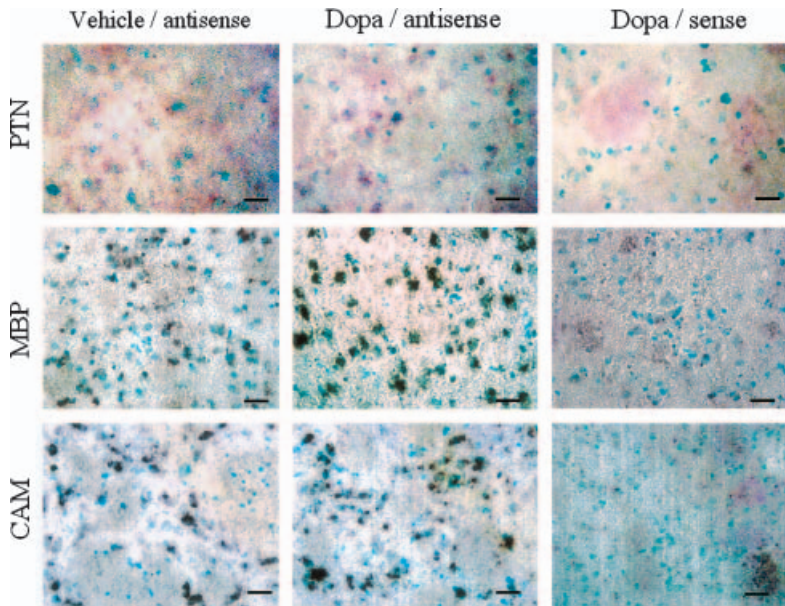 Vehicle / antisense
Dopa / antisense
Dopa / sense
PTN
MBP
CAM